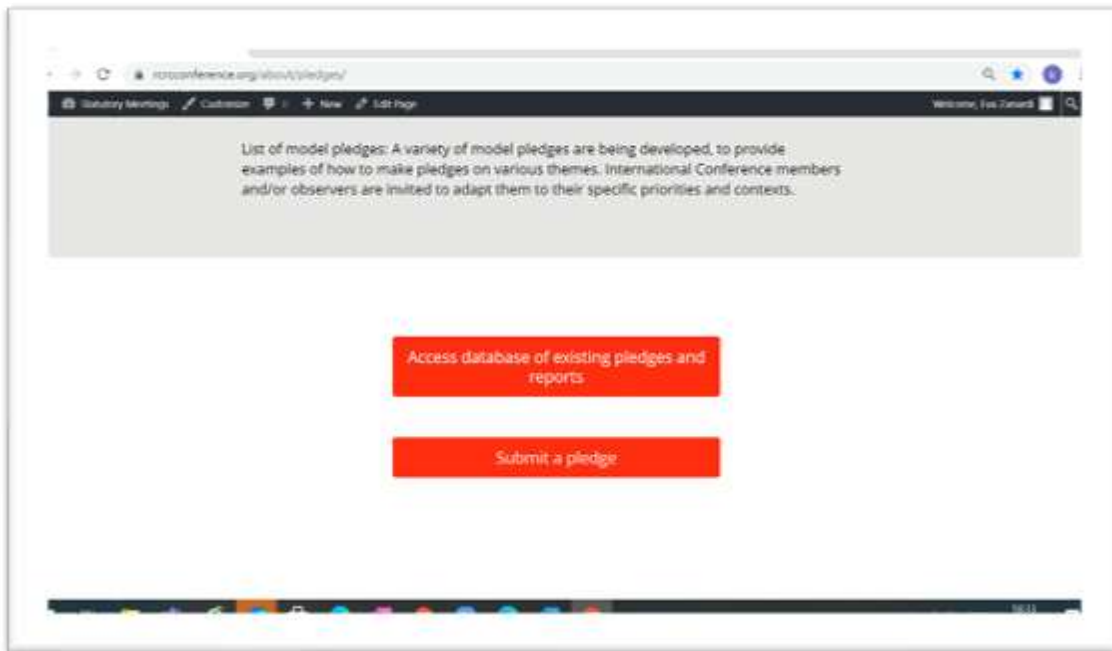 rcrcconference.org/about/pledges/
Statutory Meetings Customize New Edit Page Welcome,
List of model pledges: A variety of model pledges are being developed, to provide
examples of how to make pledges on various themes. International Conference members
and/or observers are invited to adapt them to their specific priorities and contexts.
Access database of existing pledges and
reports
Submit a pledge